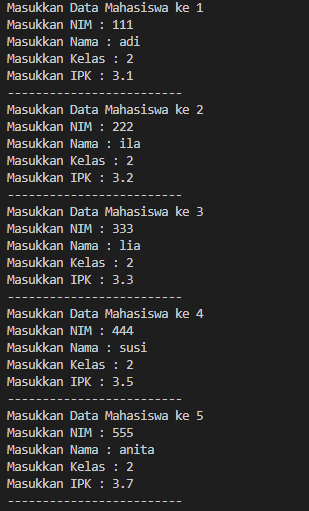 Masukkan Data Mahasiswa ke 1
Masukkan NIM : 111
Masukkan Nama : adi
Masukkan Kelas : 2
Masukkan IPK : 3.1
-------------------------
Masukkan Data Mahasiswa ke 2
Masukkan NIM : 222
Masukkan Nama : ila
Masukkan Kelas : 2
Masukkan IPK : 3.2
-------------------------
Masukkan Data Mahasiswa ke 3
Masukkan NIM : 333
Masukkan Nama : lia
Masukkan Kelas : 2
Masukkan IPK : 3.3
-------------------------
Masukkan Data Mahasiswa ke 4
Masukkan NIM : 444
Masukkan Nama : susi
Masukkan Kelas : 2
Masukkan IPK : 3.5
-------------------------
Masukkan Data Mahasiswa ke 5
Masukkan NIM : 555
Masukkan Nama : anita
Masukkan Kelas : 2
Masukkan IPK : 3.7
-------------------------